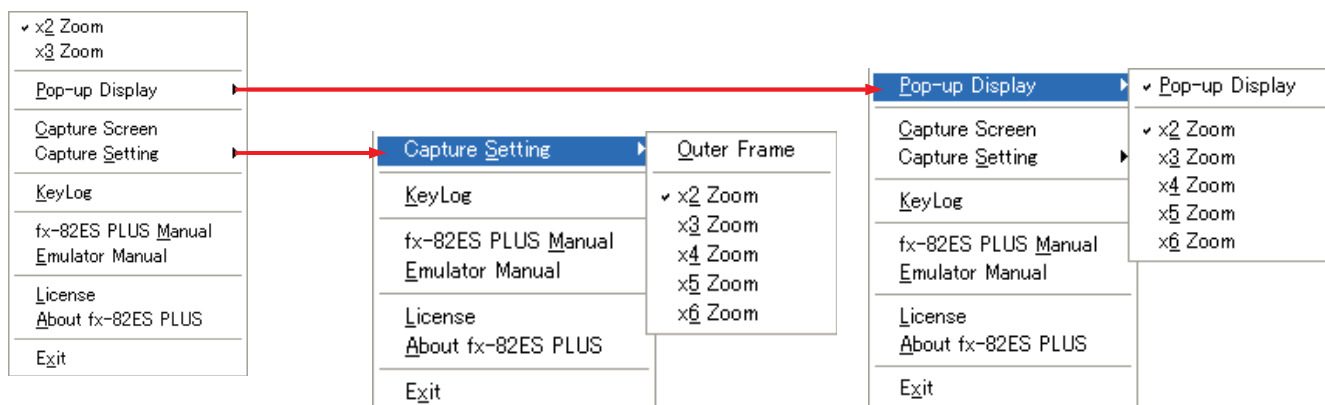 ✓ x2 Zoom
x3 Zoom
Pop-up Display
Capture Screen
Capture Setting
KeyLog
fx-82ES PLUS Manual
Emulator Manual
License
About fx-82ES PLUS
Exit
Capture Setting
KeyLog
fx-82ES PLUS Manual
Emulator Manual
License
About fx-82ES PLUS
Exit
Outer Frame
✓ x2 Zoom
x3 Zoom
x4 Zoom
x5 Zoom
x6 Zoom
Pop-up Display
Capture Screen
Capture Setting
KeyLog
fx-82ES PLUS Manual
Emulator Manual
License
About fx-82ES PLUS
Exit
✓ Pop-up Display
✓ x2 Zoom
x3 Zoom
x4 Zoom
x5 Zoom
x6 Zoom